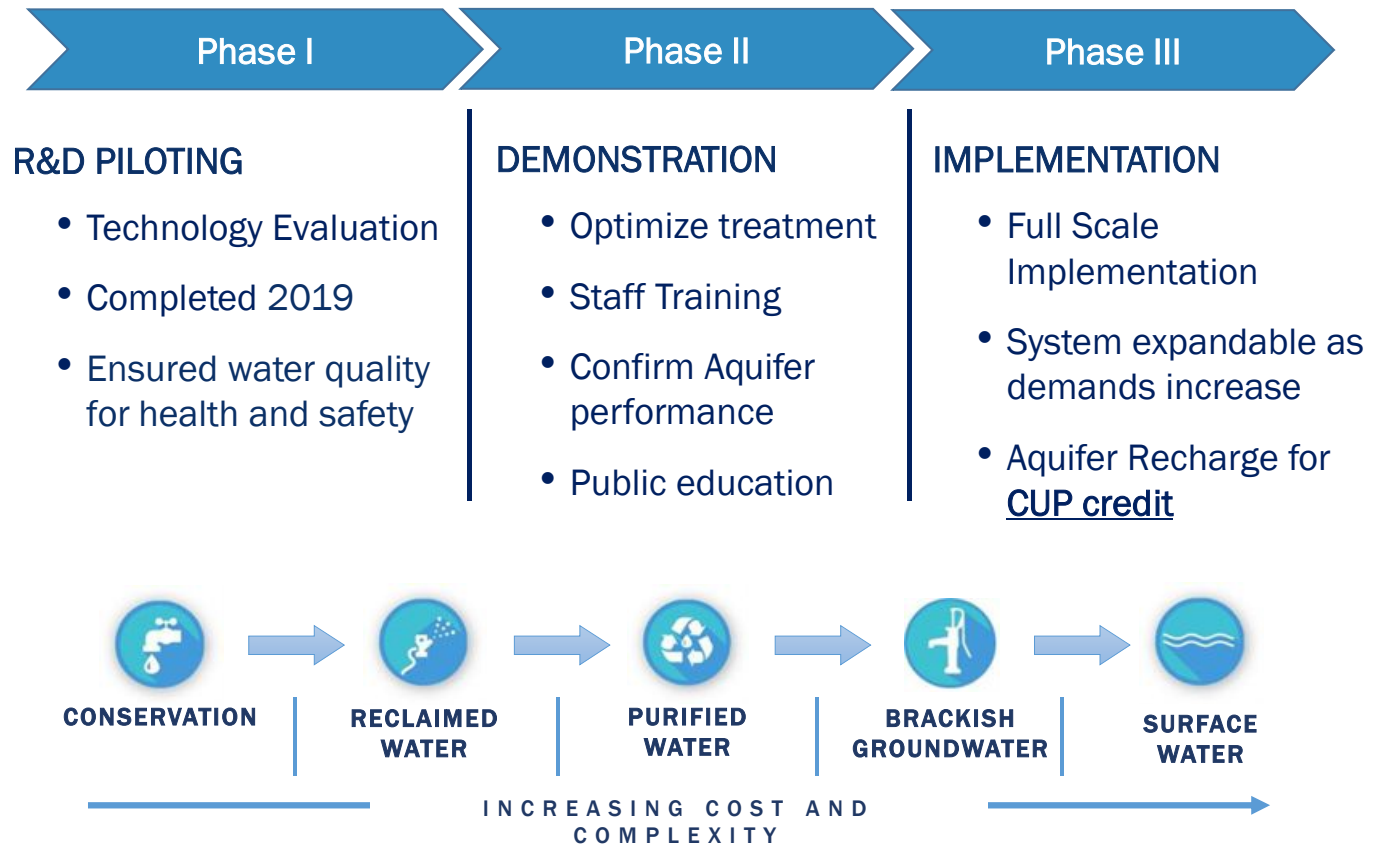 Phase I
Phase II
Phase III
R&D PILOTING
• Technology Evaluation
• Completed 2019
• Ensured water quality
for health and safety
DEMONSTRATION
• Optimize treatment
• Staff Training
• Confirm Aquifer
performance
• Public education
IMPLEMENTATION
• Full Scale
Implementation
• System expandable as
demands increase
• Aquifer Recharge for
CUP credit
CONSERVATION
RECLAIMED
WATER
PURIFIED
WATER
BRACKISH
GROUNDWATER
SURFACE
WATER
INCREASING COST AND
COMPLEXITY